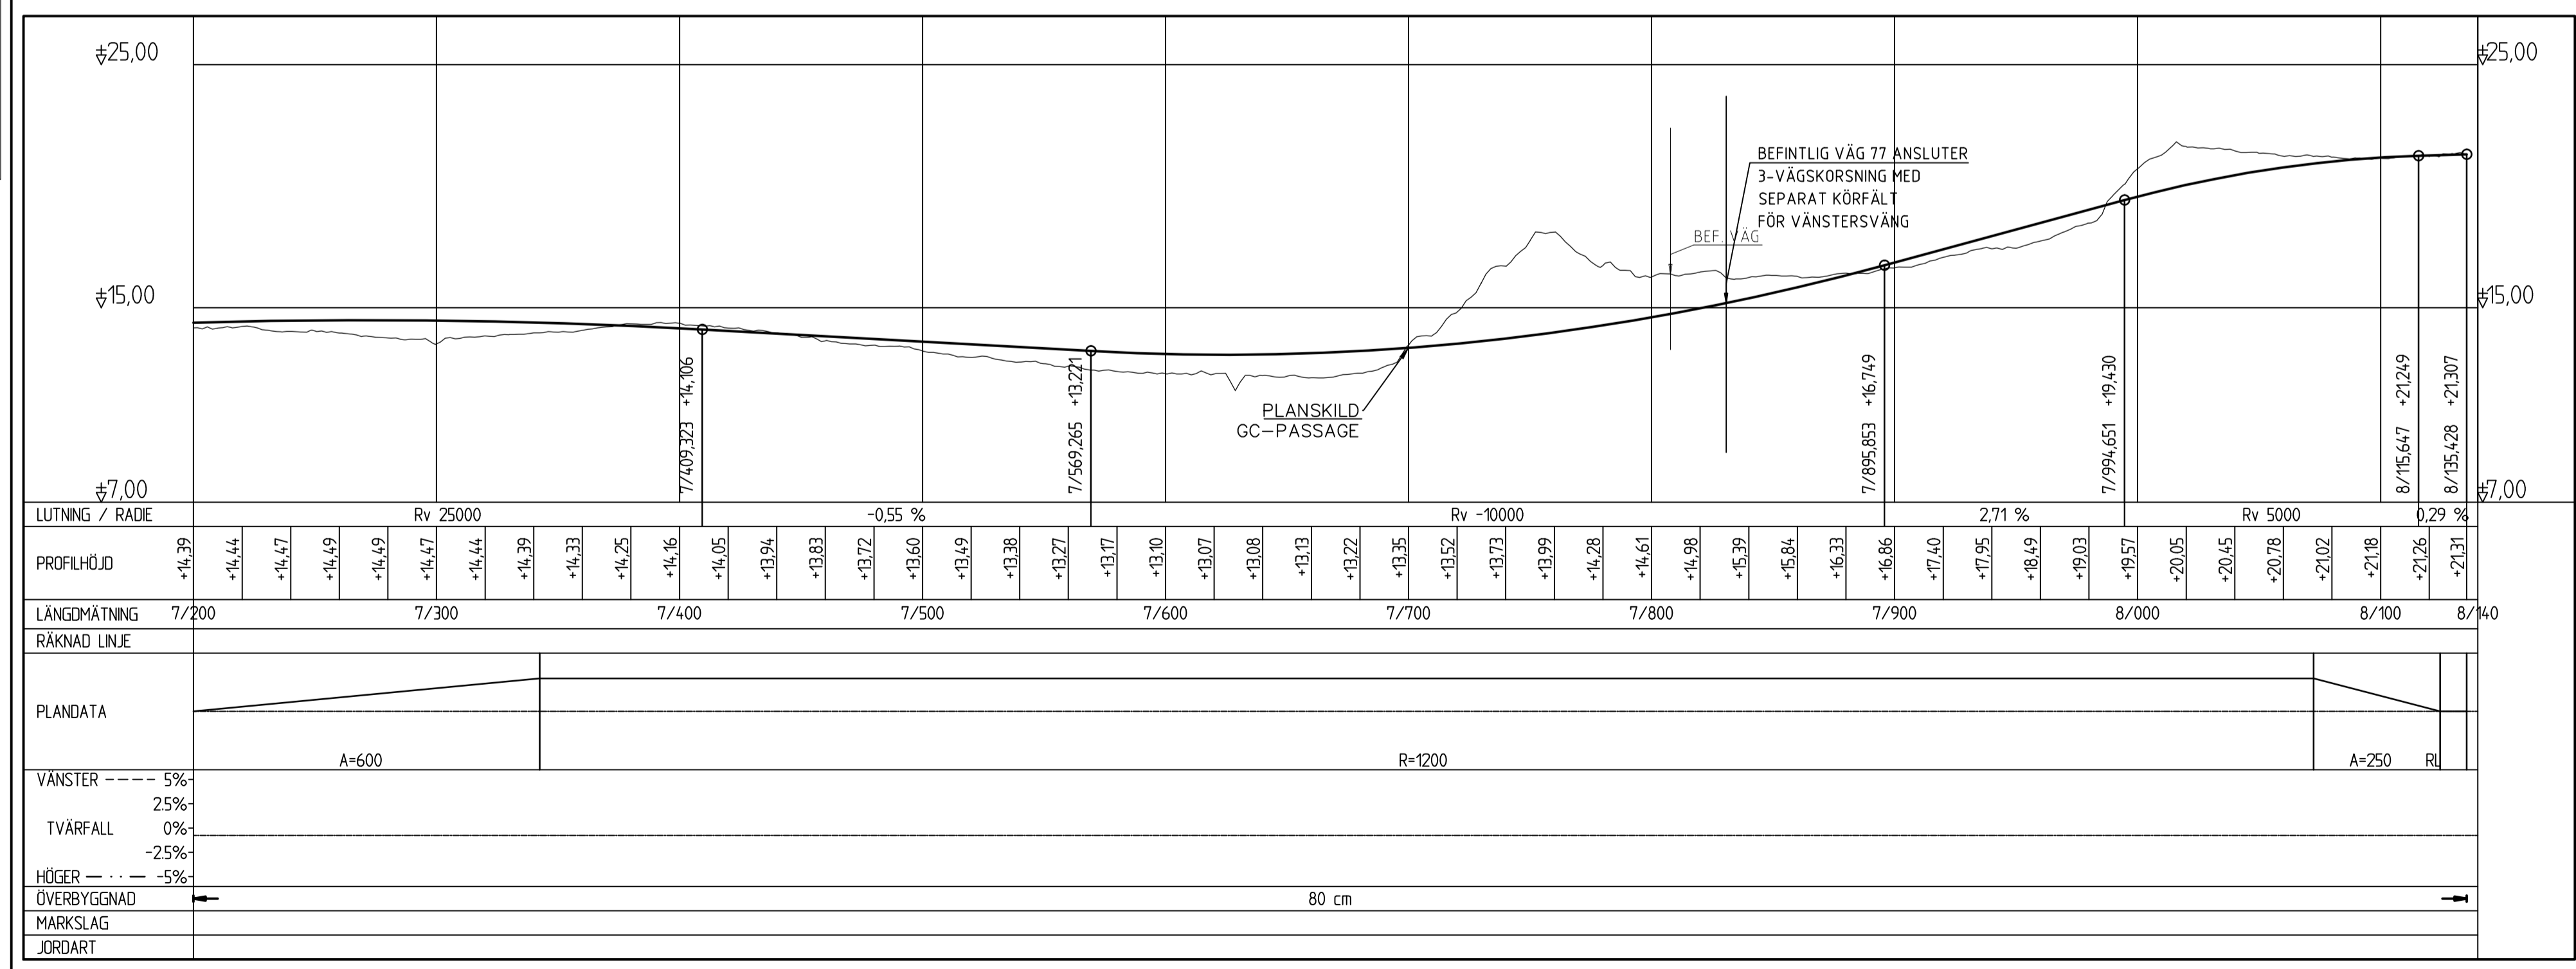 ±25,00
±25,00
BEFINTLIG VÄG 77 ANSLUTER
3-VÄGSKORSNING MED
SEPARAT KÖRFÄLT
FÖR VÄNSTERSVÄNG
BEF. VÄG
±15,00
±15,00
PLANSKILD
GC-PASSAGE
7/409,323 +14,106
7/569,265 +13,221
7/895,853 +16,749
7/994,651 +19,430
8/115,647 +21,249
8/135,428 +21,307
±7,00
±7,00
LUTNING / RADIE Rv 25000 -0,55 % Rv -10000 2,71 % Rv 5000 0,29 %
PROFILHÖJD +14,39 +14,44 +14,47 +14,49 +14,49 +14,47 +14,44 +14,39 +14,33 +14,25 +14,16 +14,05 +13,94 +13,83 +13,72 +13,60 +13,49 +13,38 +13,27 +13,17 +13,10 +13,07 +13,08 +13,13 +13,22 +13,35 +13,52 +13,73 +13,99 +14,28 +14,61 +14,98 +15,39 +15,84 +16,33 +16,86 +17,40 +17,95 +18,49 +19,03 +19,57 +20,05 +20,45 +20,78 +21,02 +21,18 +21,26 +21,31
LÄNGDMÄTNING 7/200 7/300 7/400 7/500 7/600 7/700 7/800 7/900 8/000 8/100 8/140
RÄKNAD LINJE
PLANDATA
A=600 R=1200 A=250 RL
VÄNSTER ---- 5%
2.5%
TVÄRFALL 0%
-2.5%
HÖGER — · · — -5%
ÖVERBYGGNAD 80 cm
MARKSLAG
JORDART